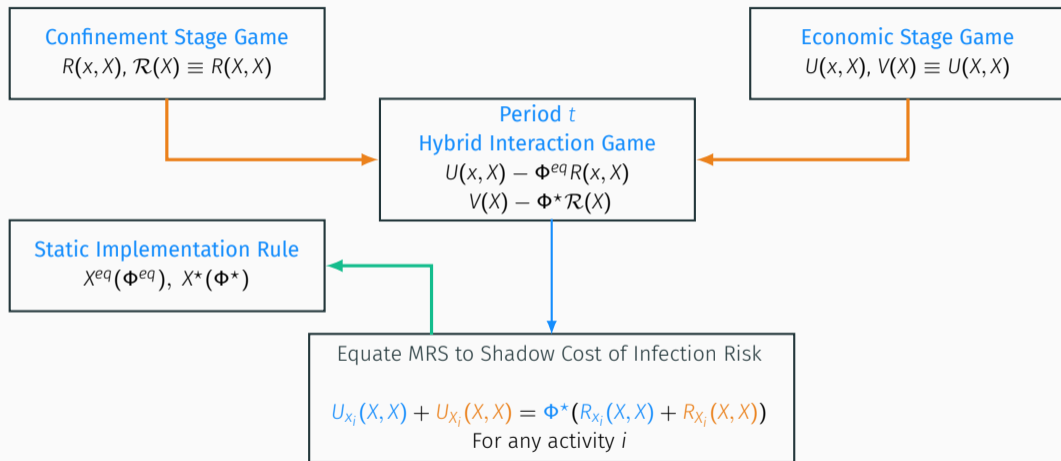 Confinement Stage Game
R(x, X), 𝓡(X) ≡ R(X, X)
Economic Stage Game
U(x, X), V(X) ≡ U(X, X)
Period t
Hybrid Interaction Game
U(x, X) − Φ^{eq}R(x, X)
V(X) − Φ^⋆𝓡(X)
Static Implementation Rule
X^{eq}(Φ^{eq}), X^⋆(Φ^⋆)
Equate MRS to Shadow Cost of Infection Risk
U_{x_i}(X, X) + U_{X_i}(X, X) = Φ^⋆(R_{x_i}(X, X) + R_{X_i}(X, X))
For any activity i